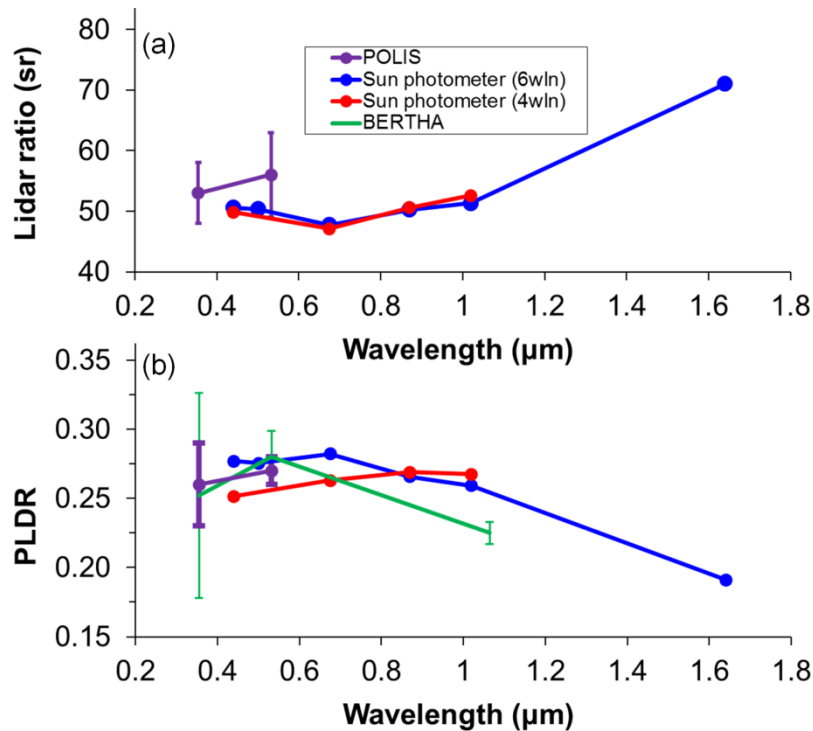 (a)
POLIS
Sun photometer (6wln)
Sun photometer (4wln)
BERTHA
Lidar ratio (sr)
90
80
70
60
50
40
0.2 0.4 0.6 0.8 1 1.2 1.4 1.6 1.8
Wavelength (µm)
(b)
PLDR
0.35
0.30
0.25
0.20
0.15
0.2 0.4 0.6 0.8 1 1.2 1.4 1.6 1.8
Wavelength (µm)